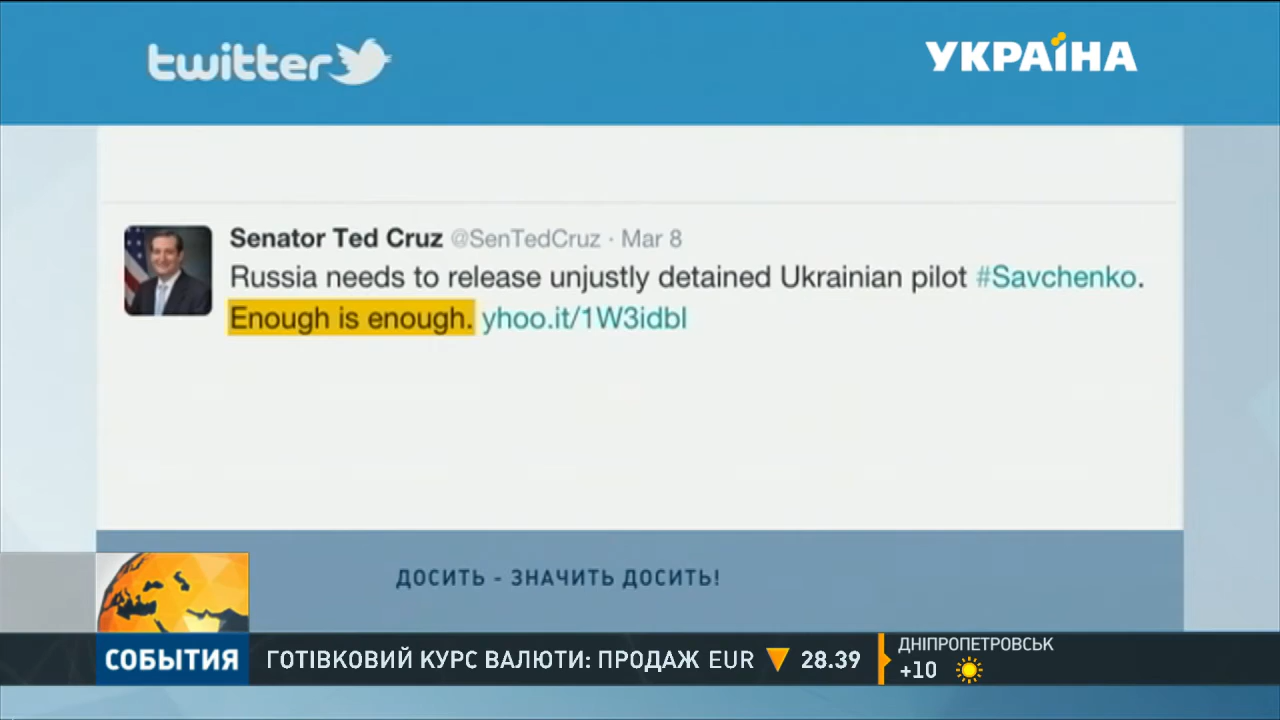 twitter
УКРАЇНА
Senator Ted Cruz @SenTedCruz · Mar 8
Russia needs to release unjustly detained Ukrainian pilot #Savchenko.
Enough is enough. yhoo.it/1W3idbl
ДОСИТЬ - ЗНАЧИТЬ ДОСИТЬ!
СОБЫТИЯ
ГОТІВКОВИЙ КУРС ВАЛЮТИ: ПРОДАЖ EUR ▼ 28.39
ДНІПРОПЕТРОВСЬК
+10